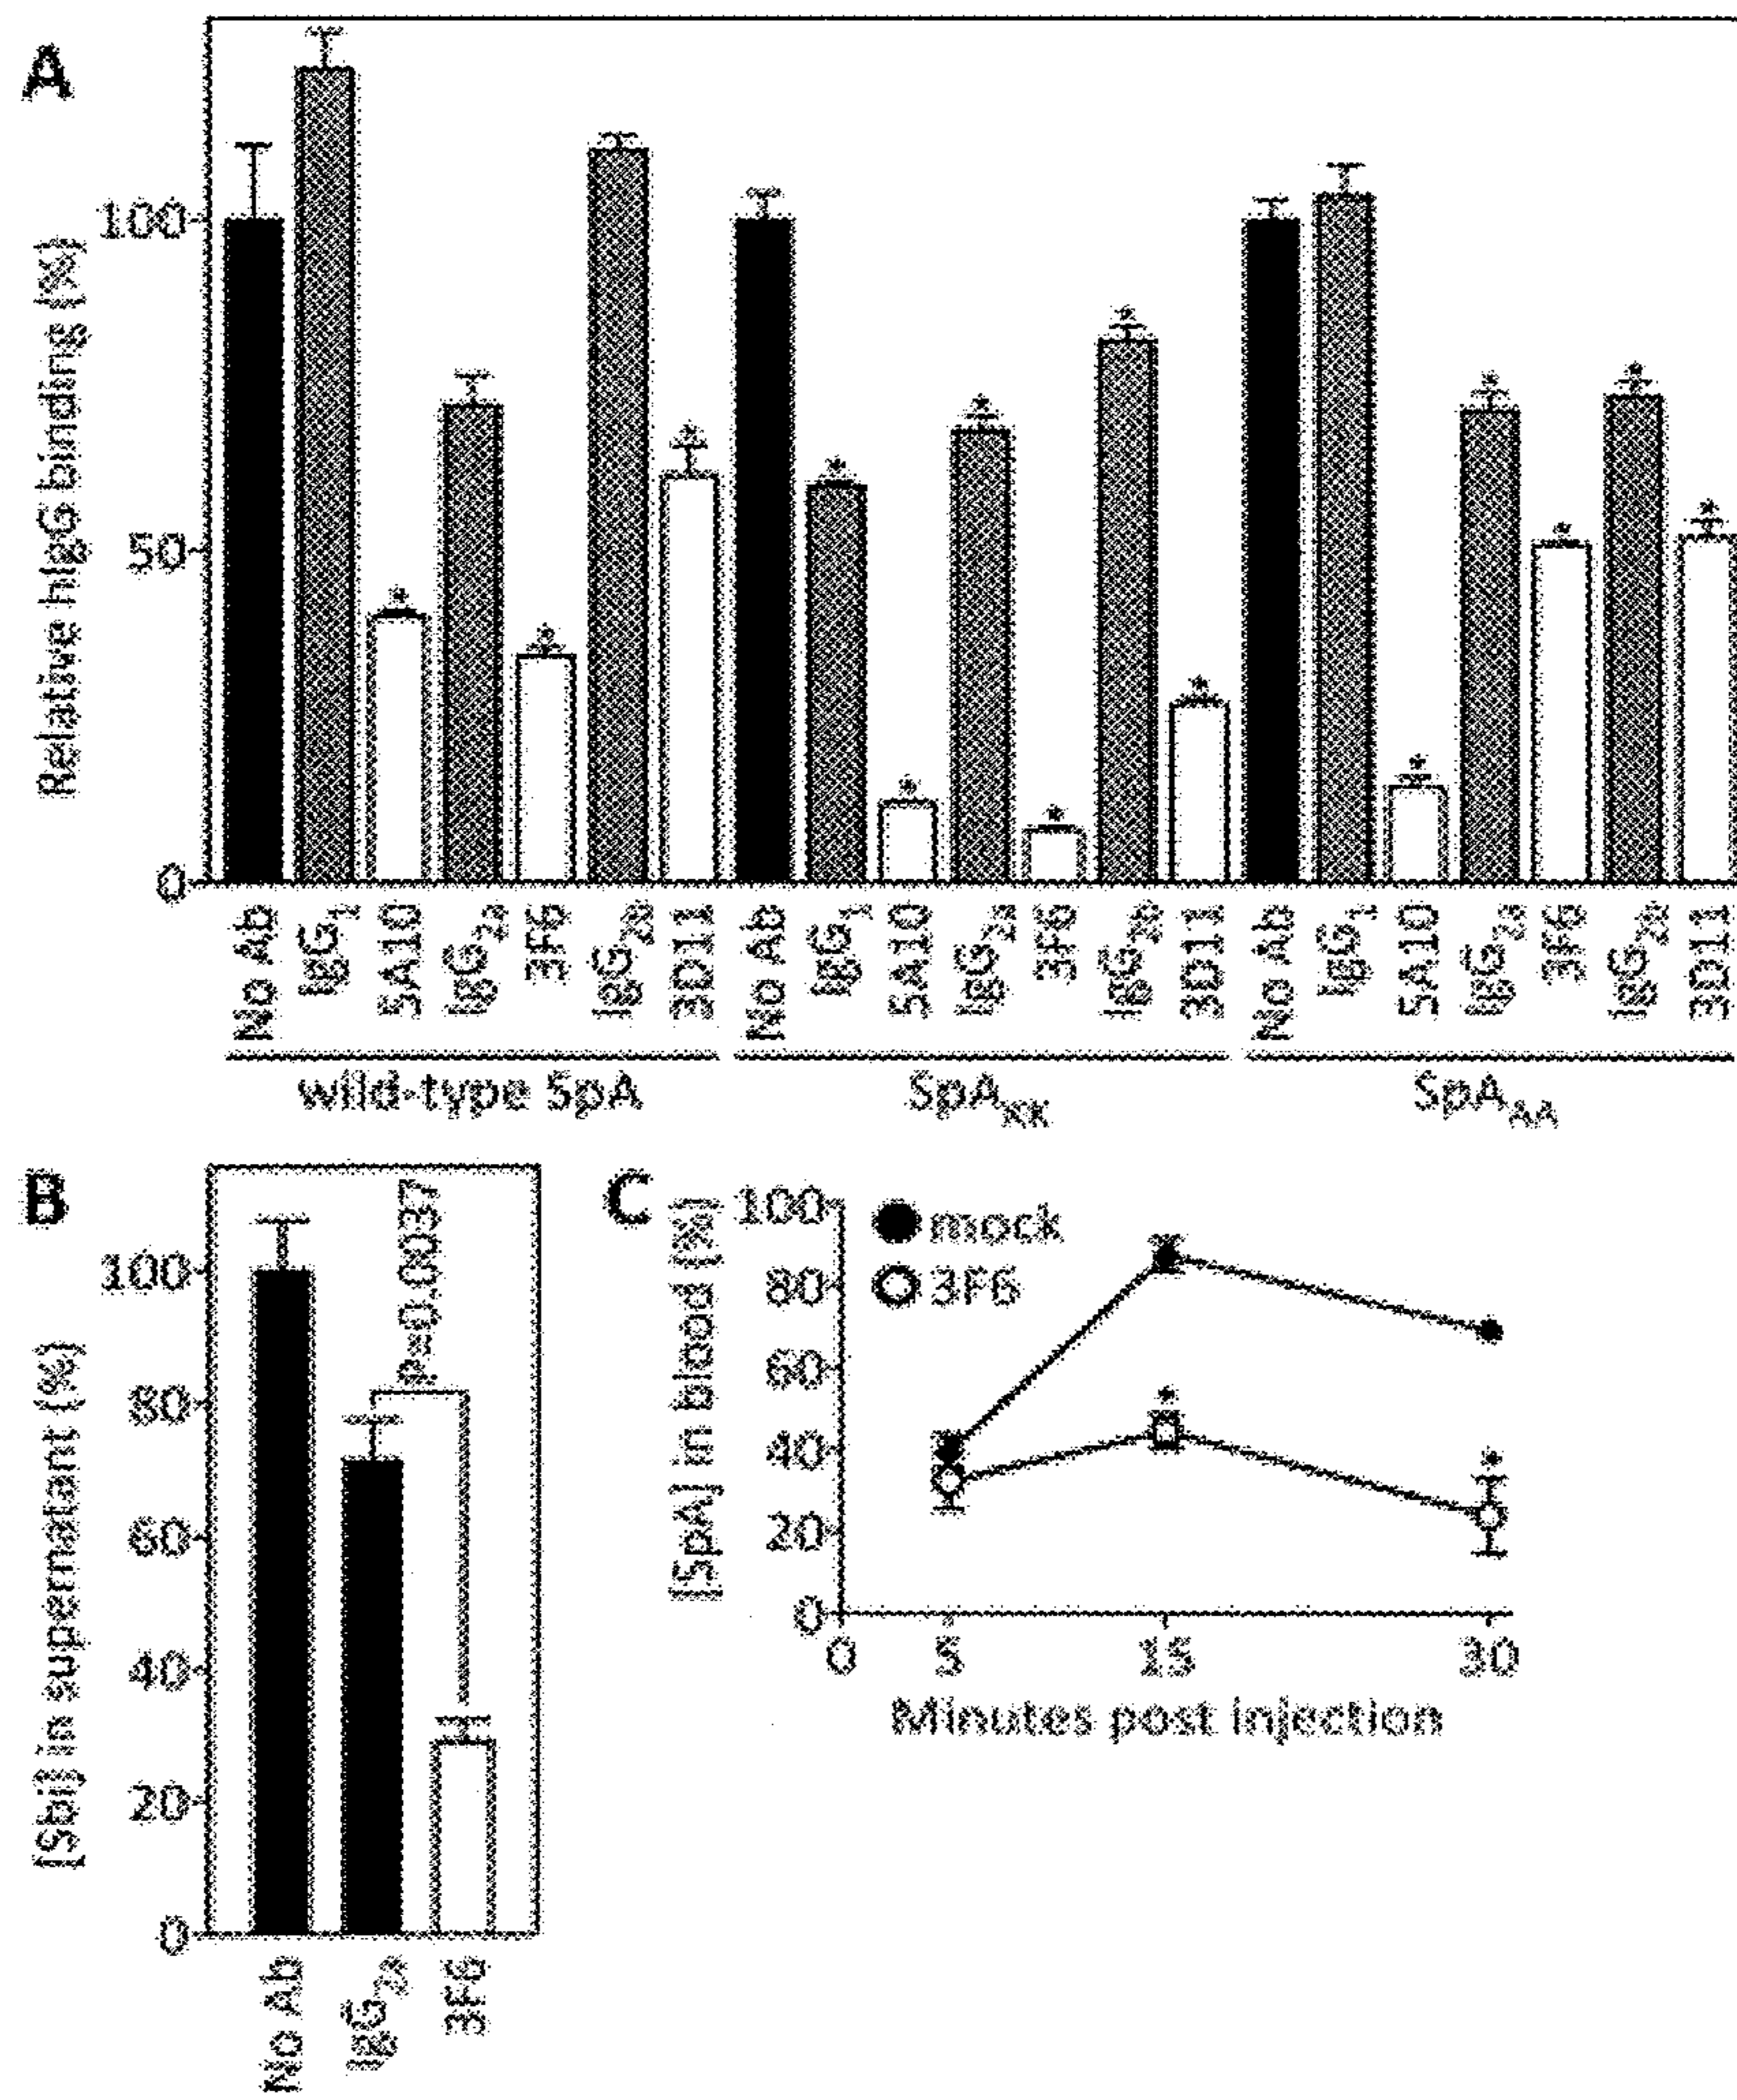 A
Relative hIgG binding (%)
100
50
0
No Ab
IgG1
5A10
IgG2a
3F6
IgG2b
3D11
No Ab
IgG1
5A10
IgG2a
3F6
IgG2b
3D11
No Ab
IgG1
5A10
IgG2a
3F6
IgG2b
3D11
wild-type SpA
SpAKK
SpAAA
B
[Sbi] in supernatant (%)
100
80
60
40
20
0
P=0.0037
No Ab
IgG2a
3F6
C
[SpA] in blood (%)
100
80
60
40
20
0
mock
3F6
0 5 15 30
Minutes post injection